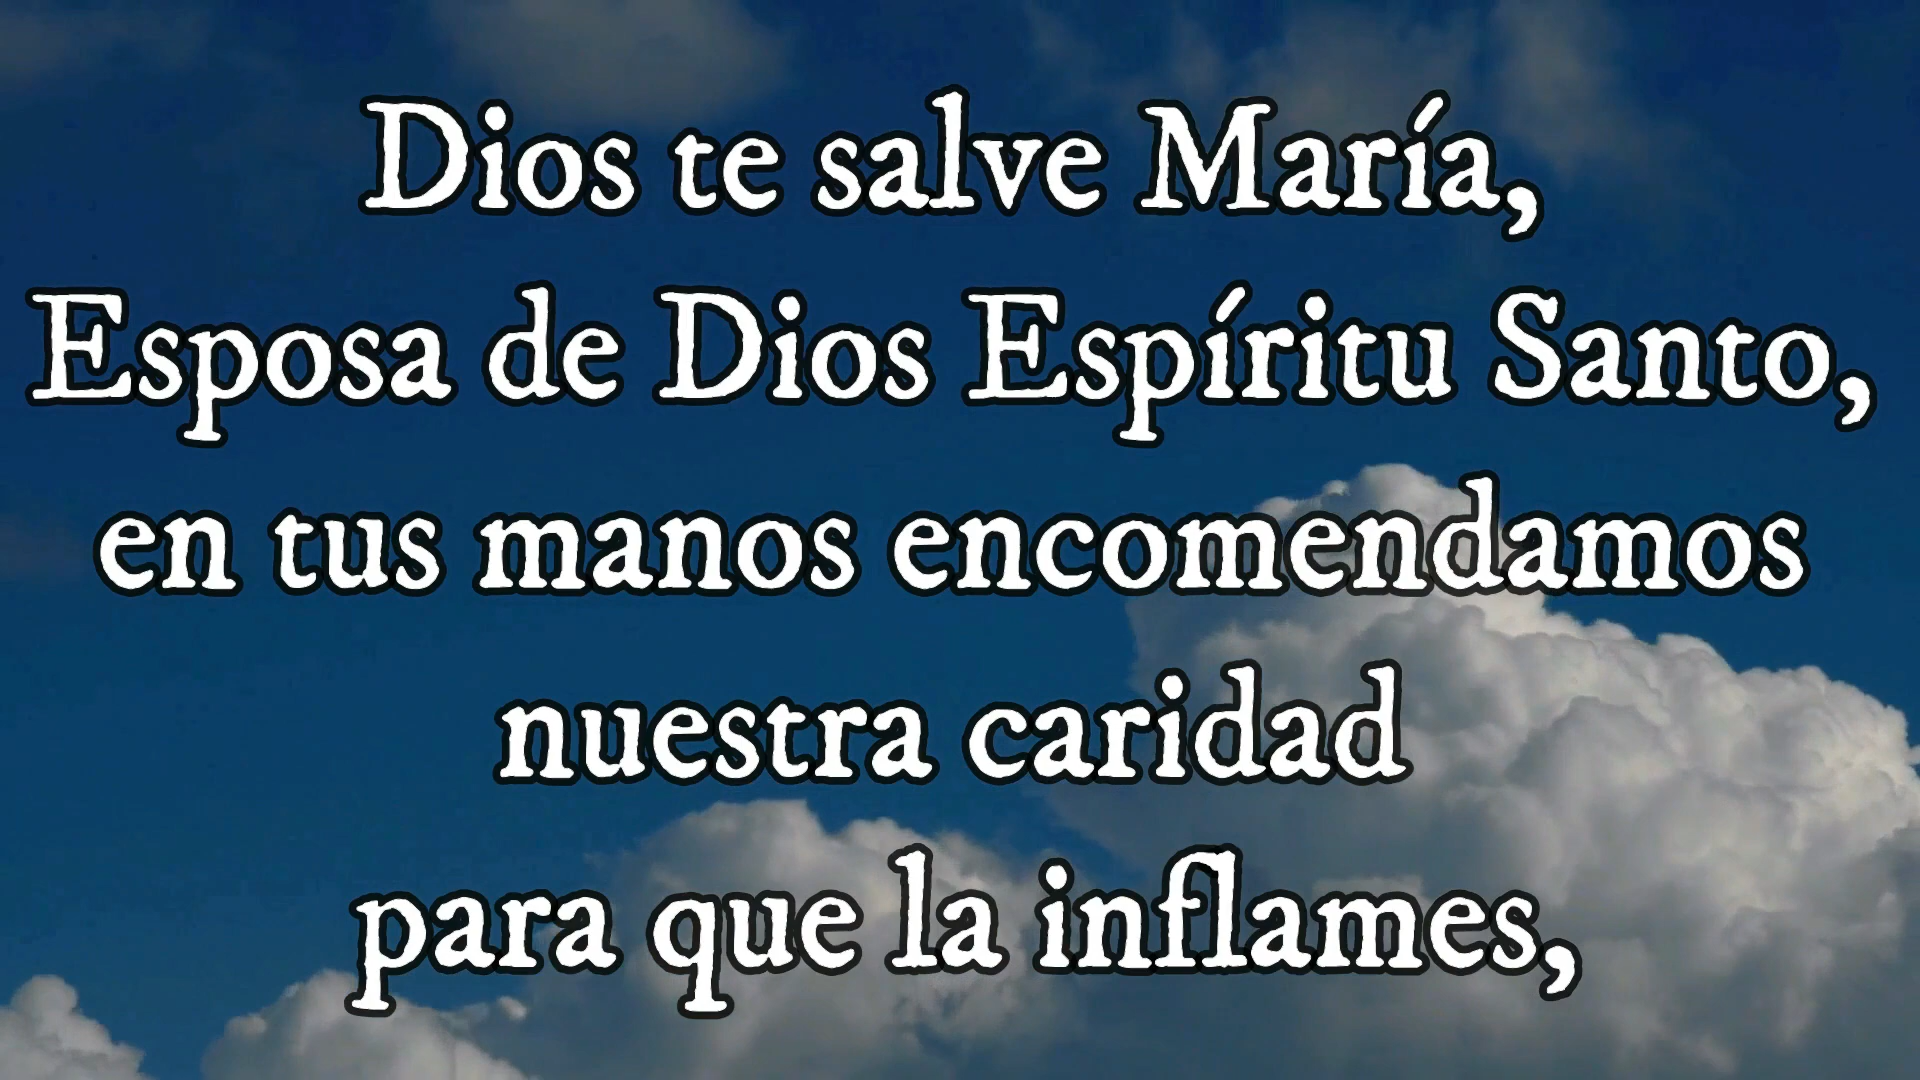 Dios te salve María,
Esposa de Dios Espíritu Santo,
en tus manos encomendamos
nuestra caridad
para que la inflames,